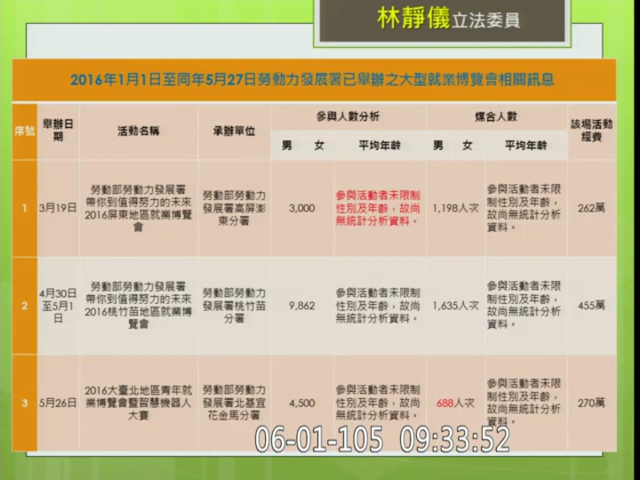 林靜儀立法委員
2016年1月1日至同年5月27日勞動力發展署已舉辦之大型就業博覽會相關訊息
序號 舉辦日期 活動名稱 承辦單位 參與人數分析 媒合人數 該場活動經費
男 女 平均年齡 男 女 平均年齡
1 3月19日 勞動部勞動力發展署 帶你到值得努力的未來 2016屏東地區就業博覽會 勞動部勞動力發展署高屏澎東分署 3,000 參與活動者未限制性別及年齡，故尚無統計分析資料。 1,198人次 參與活動者未限制性別及年齡，故尚無統計分析資料。 262萬
2 4月30日至5月1日 勞動部勞動力發展署 帶你到值得努力的未來 2016桃竹苗地區就業博覽會 勞動部勞動力發展署桃竹苗分署 9,862 參與活動者未限制性別及年齡，故尚無統計分析資料。 1,635人次 參與活動者未限制性別及年齡，故尚無統計分析資料。 455萬
3 5月26日 2016大臺北地區青年就業博覽會暨智慧機器人大賽 勞動部勞動力發展署北基宜花金馬分署 4,500 參與活動者未限制性別及年齡，故尚無統計分析資料。 688人次 參與活動者未限制性別及年齡，故尚無統計分析資料。 270萬
06-01-105 09:33:52